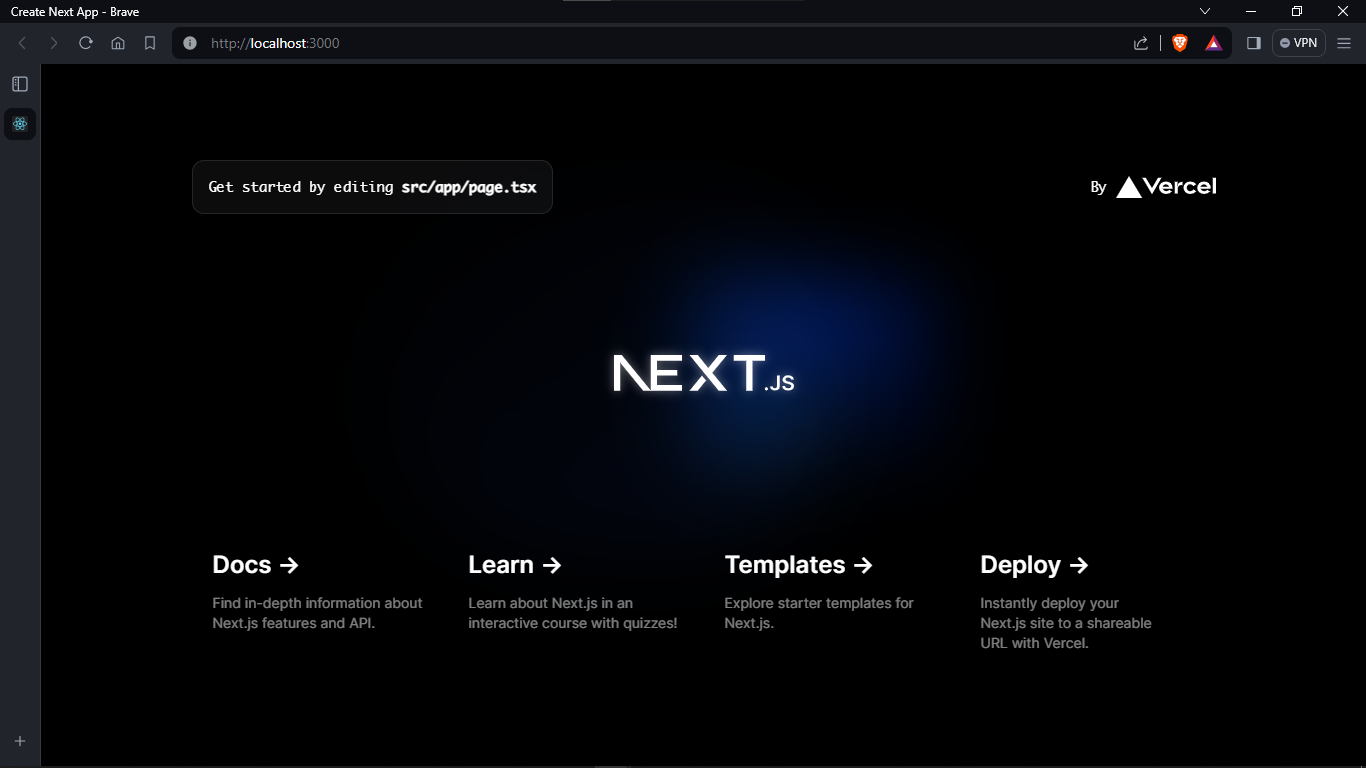 Create Next App - Brave
http://localhost:3000
VPN
Get started by editing src/app/page.tsx
By Vercel
NEXT.JS
Docs ->
Find in-depth information about
Next.js features and API.
Learn ->
Learn about Next.js in an
interactive course with quizzes!
Templates ->
Explore starter templates for
Next.js.
Deploy ->
Instantly deploy your
Next.js site to a shareable
URL with Vercel.